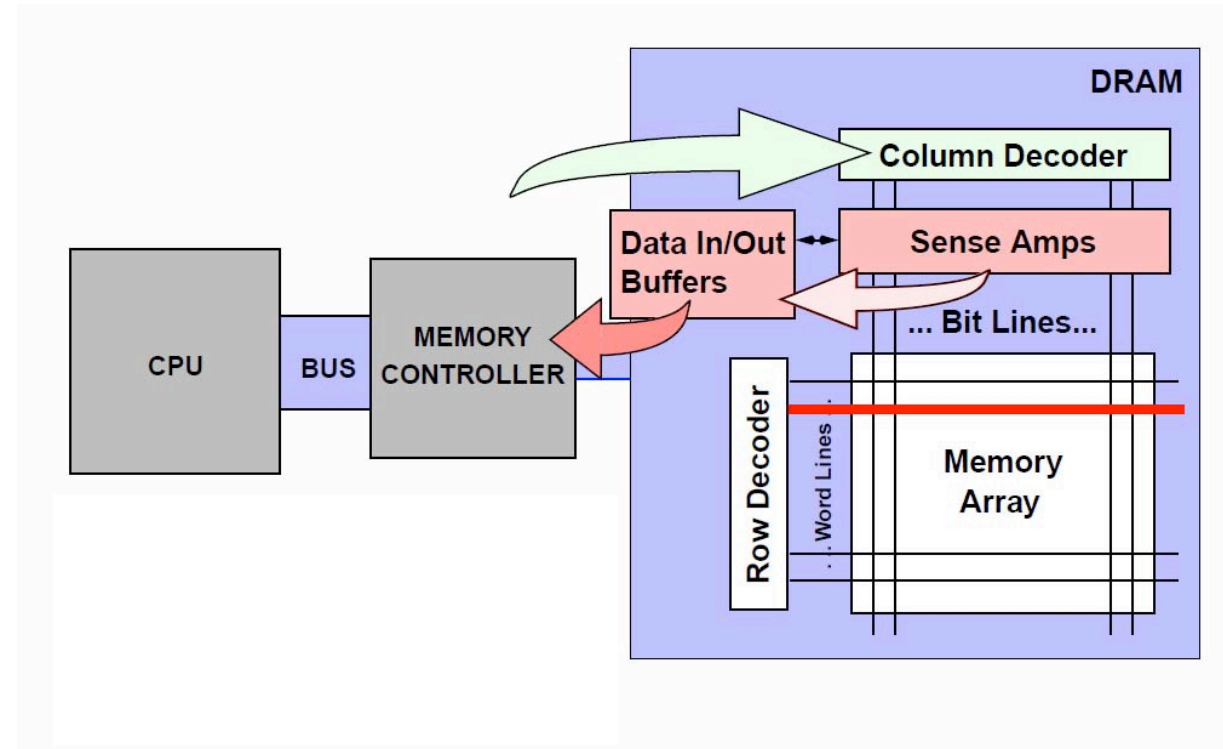 DRAM
Column Decoder
Data In/Out
Buffers
Sense Amps
... Bit Lines...
CPU
BUS
MEMORY
CONTROLLER
Row Decoder
. . .Word Lines . . .
Memory
Array